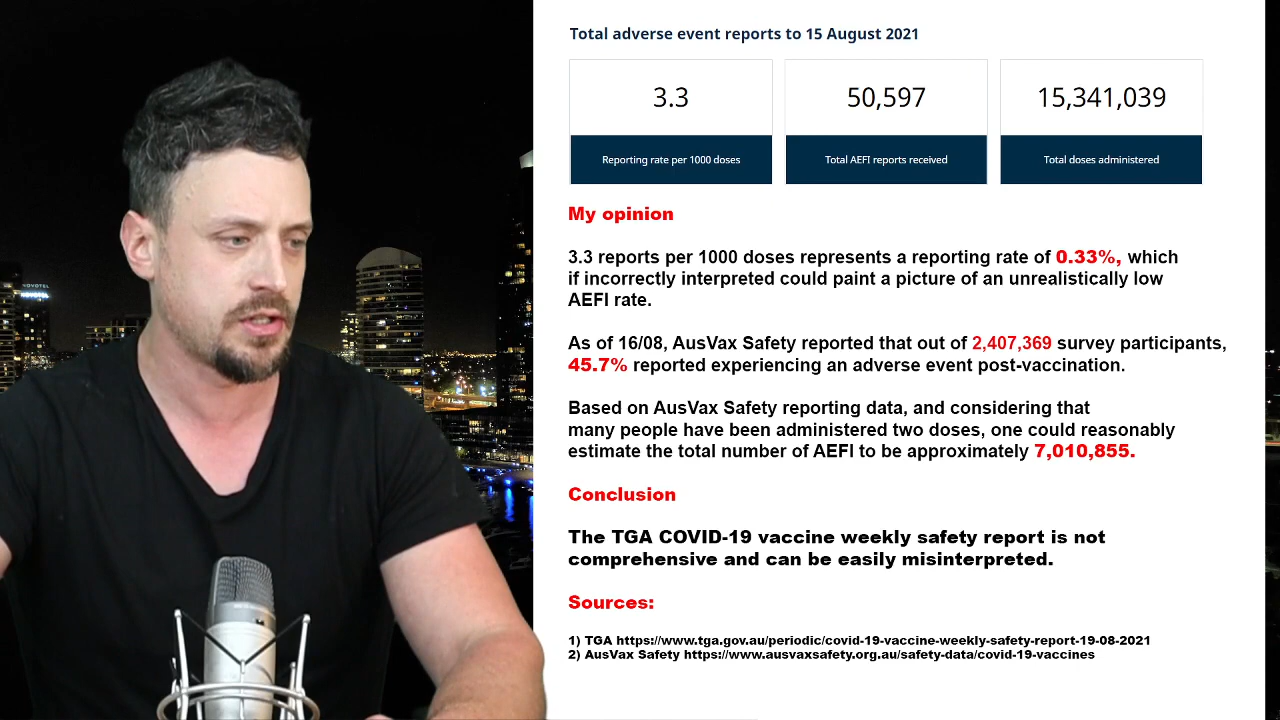 Total adverse event reports to 15 August 2021
3.3
50,597
15,341,039
Reporting rate per 1000 doses
Total AEFI reports received
Total doses administered
My opinion
3.3 reports per 1000 doses represents a reporting rate of 0.33%, which
if incorrectly interpreted could paint a picture of an unrealistically low
AEFI rate.
As of 16/08, AusVax Safety reported that out of 2,407,369 survey participants,
45.7% reported experiencing an adverse event post-vaccination.
Based on AusVax Safety reporting data, and considering that
many people have been administered two doses, one could reasonably
estimate the total number of AEFI to be approximately 7,010,855.
Conclusion
The TGA COVID-19 vaccine weekly safety report is not
comprehensive and can be easily misinterpreted.
Sources:
1) TGA https://www.tga.gov.au/periodic/covid-19-vaccine-weekly-safety-report-19-08-2021
2) AusVax Safety https://www.ausvaxsafety.org.au/safety-data/covid-19-vaccines
NOVOTEL